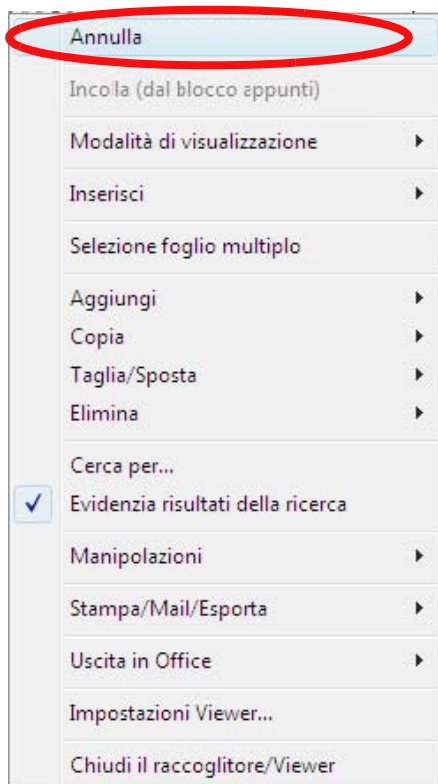 Annulla
Incolla (dal blocco appunti)
Modalità di visualizzazione
Inserisci
Selezione foglio multiplo
Aggiungi
Copia
Taglia/Sposta
Elimina
Cerca per...
Evidenzia risultati della ricerca
Manipolazioni
Stampa/Mail/Esporta
Uscita in Office
Impostazioni Viewer...
Chiudi il raccoglitore/Viewer